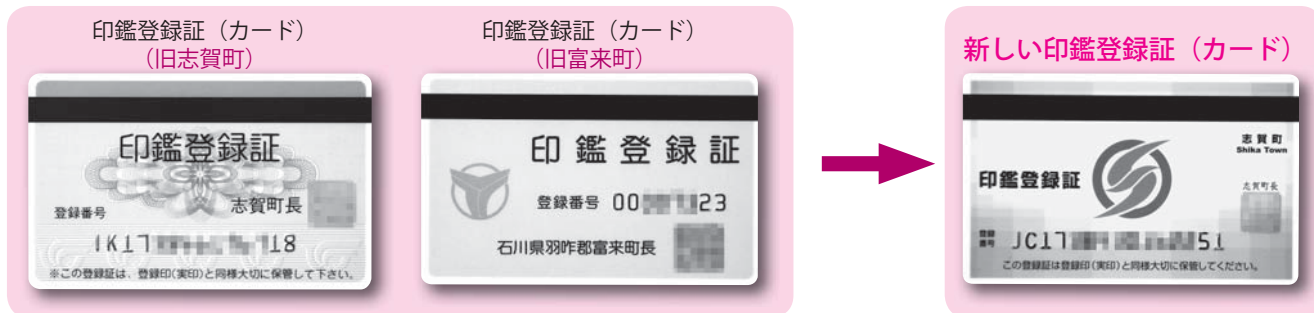 印鑑登録証（カード）
（旧志賀町）
印鑑登録証
登録番号
志賀町長
1K17 18
※この登録証は、登録印(実印)と同様大切に保管して下さい。
印鑑登録証（カード）
（旧富来町）
印鑑登録証
登録番号 00 23
石川県羽咋郡富来町長
新しい印鑑登録証（カード）
志賀町
Shika Town
印鑑登録証
志賀町長
登録番号 JC17 51
この登録証は登録印(実印)と同様大切に保管してください。